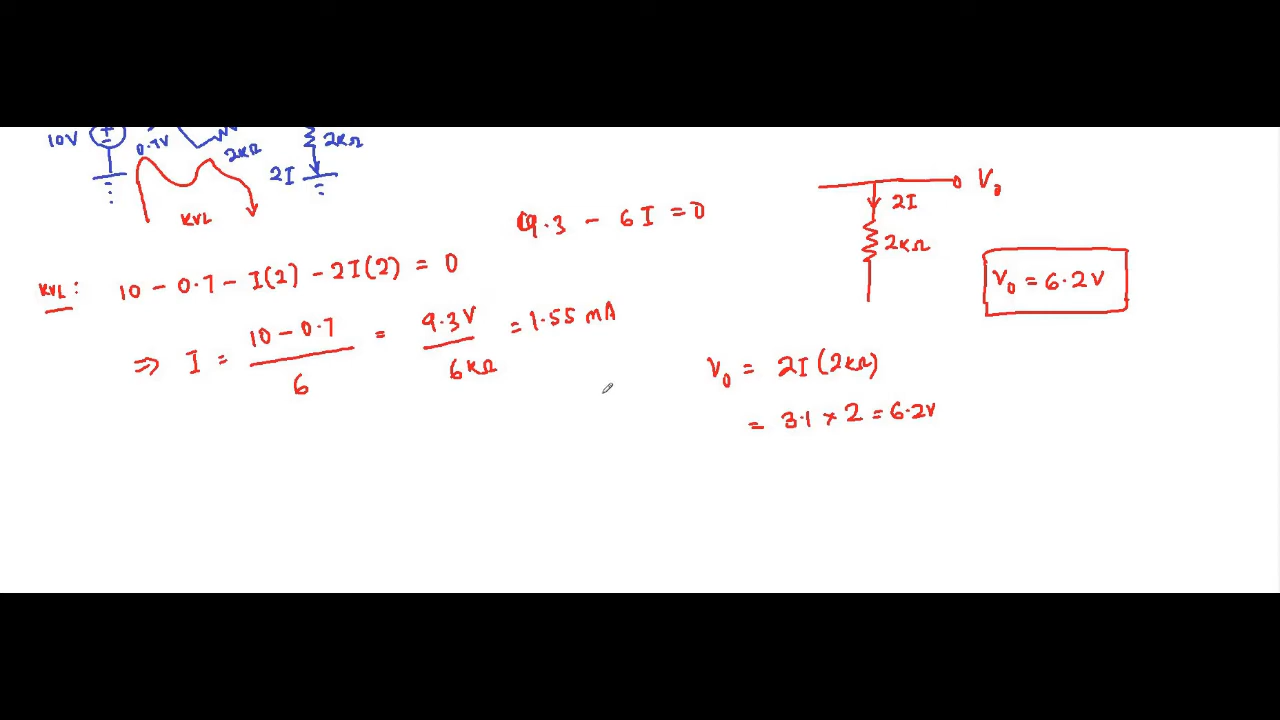 10V
0.7V
2KΩ
2KΩ
2I
KVL
9.3 - 6I = 0
KVL: 10 - 0.7 - I(2) - 2I(2) = 0
⇒ I = (10 - 0.7)/6 = 9.3V/6KΩ = 1.55 mA
V₀
2I
2KΩ
V₀ = 6.2V
V₀ = 2I (2KΩ)
= 3.1 × 2 = 6.2V